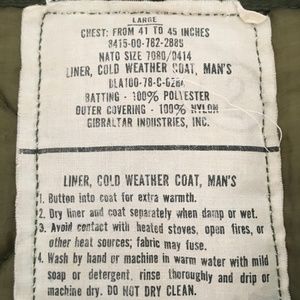 LARGE
CHEST: FROM 41 TO 45 INCHES
8415-00-782-2885
NATO SIZE 7080/0414
LINER, COLD WEATHER COAT, MAN'S
DLA100-78-C-0284
BATTING - 100% POLYESTER
OUTER COVERING - 100% NYLON
GIBRALTAR INDUSTRIES, INC.
LINER, COLD WEATHER COAT, MAN'S
1. Button into coat for extra warmth.
2. Dry liner and coat separately when damp or wet.
3. Avoid contact with heated stoves, open fires, or
other heat sources; fabric may fuse.
4. Wash by hand or machine in warm water with mild
soap or detergent, rinse thoroughly and drip or
machine dry. DO NOT DRY CLEAN.